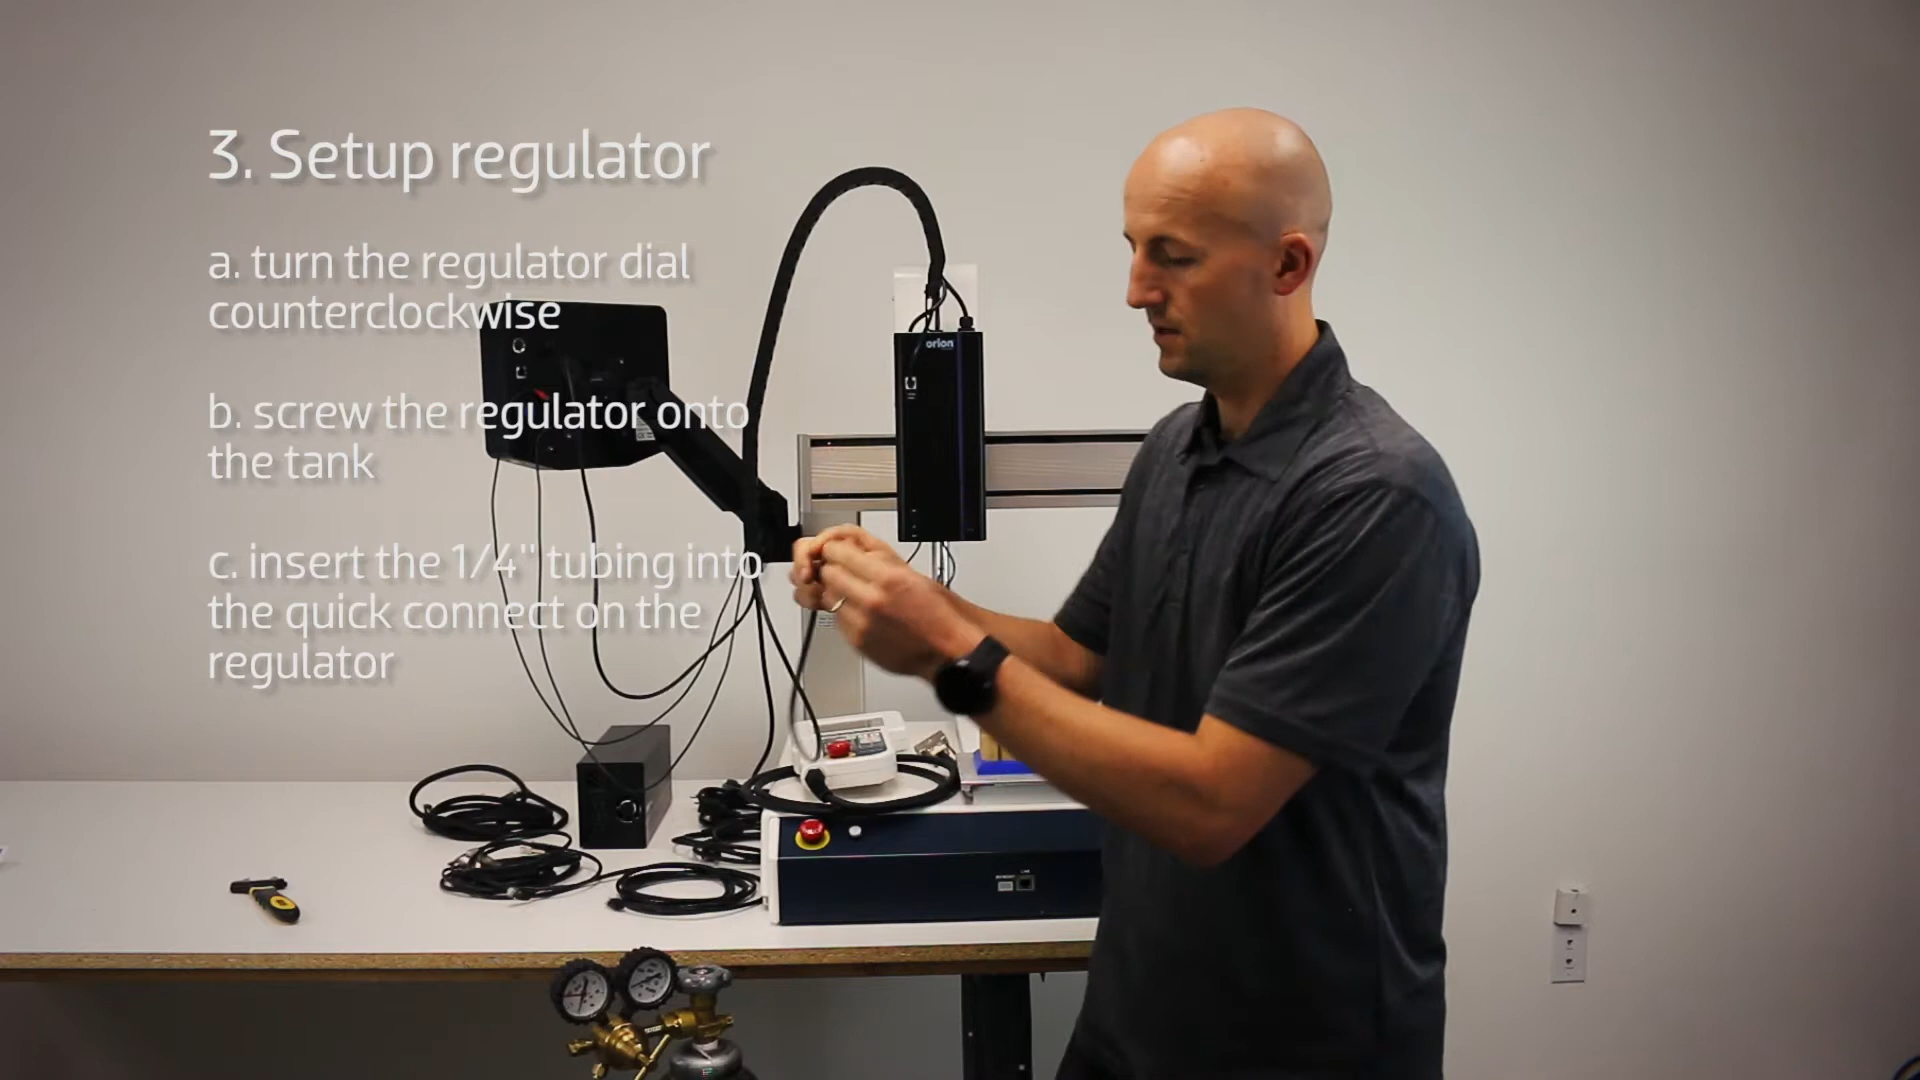 3. Setup regulator
a. turn the regulator dial
counterclockwise
b. screw the regulator onto
the tank
c. insert the 1/4" tubing into
the quick connect on the
regulator
orion